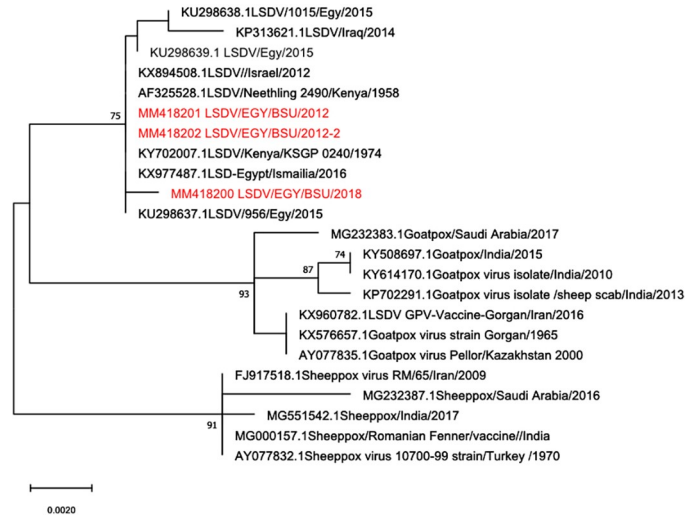 KU298638.1LSDV/1015/Egy/2015
KP313621.1LSDV/Iraq/2014
KU298639.1 LSDV/Egy/2015
KX894508.1LSDV//Israel/2012
AF325528.1LSDV/Neethling 2490/Kenya/1958
75
MM418201 LSDV/EGY/BSU/2012
MM418202 LSDV/EGY/BSU/2012-2
KY702007.1LSDV/Kenya/KSGP 0240/1974
KX977487.1LSD-Egypt/Ismailia/2016
MM418200 LSDV/EGY/BSU/2018
KU298637.1LSDV/956/Egy/2015
MG232383.1Goatpox/Saudi Arabia/2017
74
KY508697.1Goatpox/India/2015
87
KY614170.1Goatpox virus isolate/India/2010
93
KP702291.1Goatpox virus isolate /sheep scab/India/2013
KX960782.1LSDV GPV-Vaccine-Gorgan/Iran/2016
KX576657.1Goatpox virus strain Gorgan/1965
AY077835.1Goatpox virus Pellor/Kazakhstan 2000
FJ917518.1Sheeppox virus RM/65/Iran/2009
MG232387.1Sheeppox/Saudi Arabia/2016
MG551542.1Sheeppox/India/2017
91
MG000157.1Sheeppox/Romanian Fenner/vaccine//India
AY077832.1Sheeppox virus 10700-99 strain/Turkey /1970
0.0020